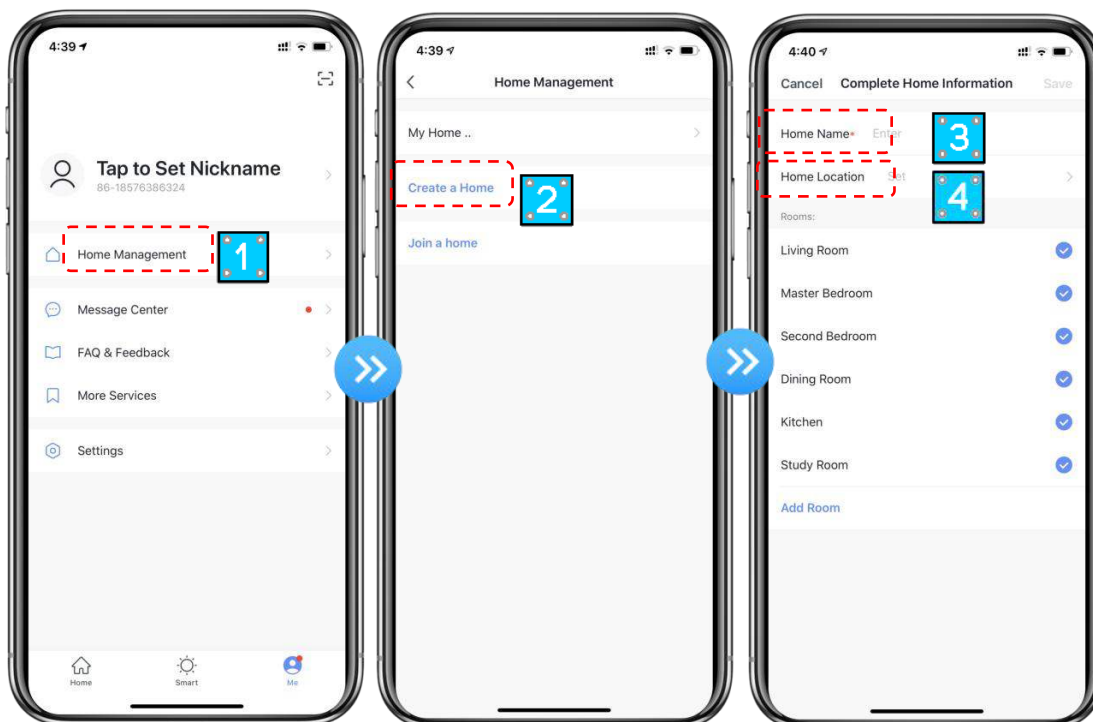 4:39
Tap to Set Nickname
86-18576386324
Home Management
1
Message Center
FAQ & Feedback
More Services
Settings
Home
Smart
Me
4:39
Home Management
My Home ..
Create a Home
2
Join a home
4:40
Cancel Complete Home Information Save
Home Name* Enter
3
Home Location Set
4
Rooms:
Living Room
Master Bedroom
Second Bedroom
Dining Room
Kitchen
Study Room
Add Room